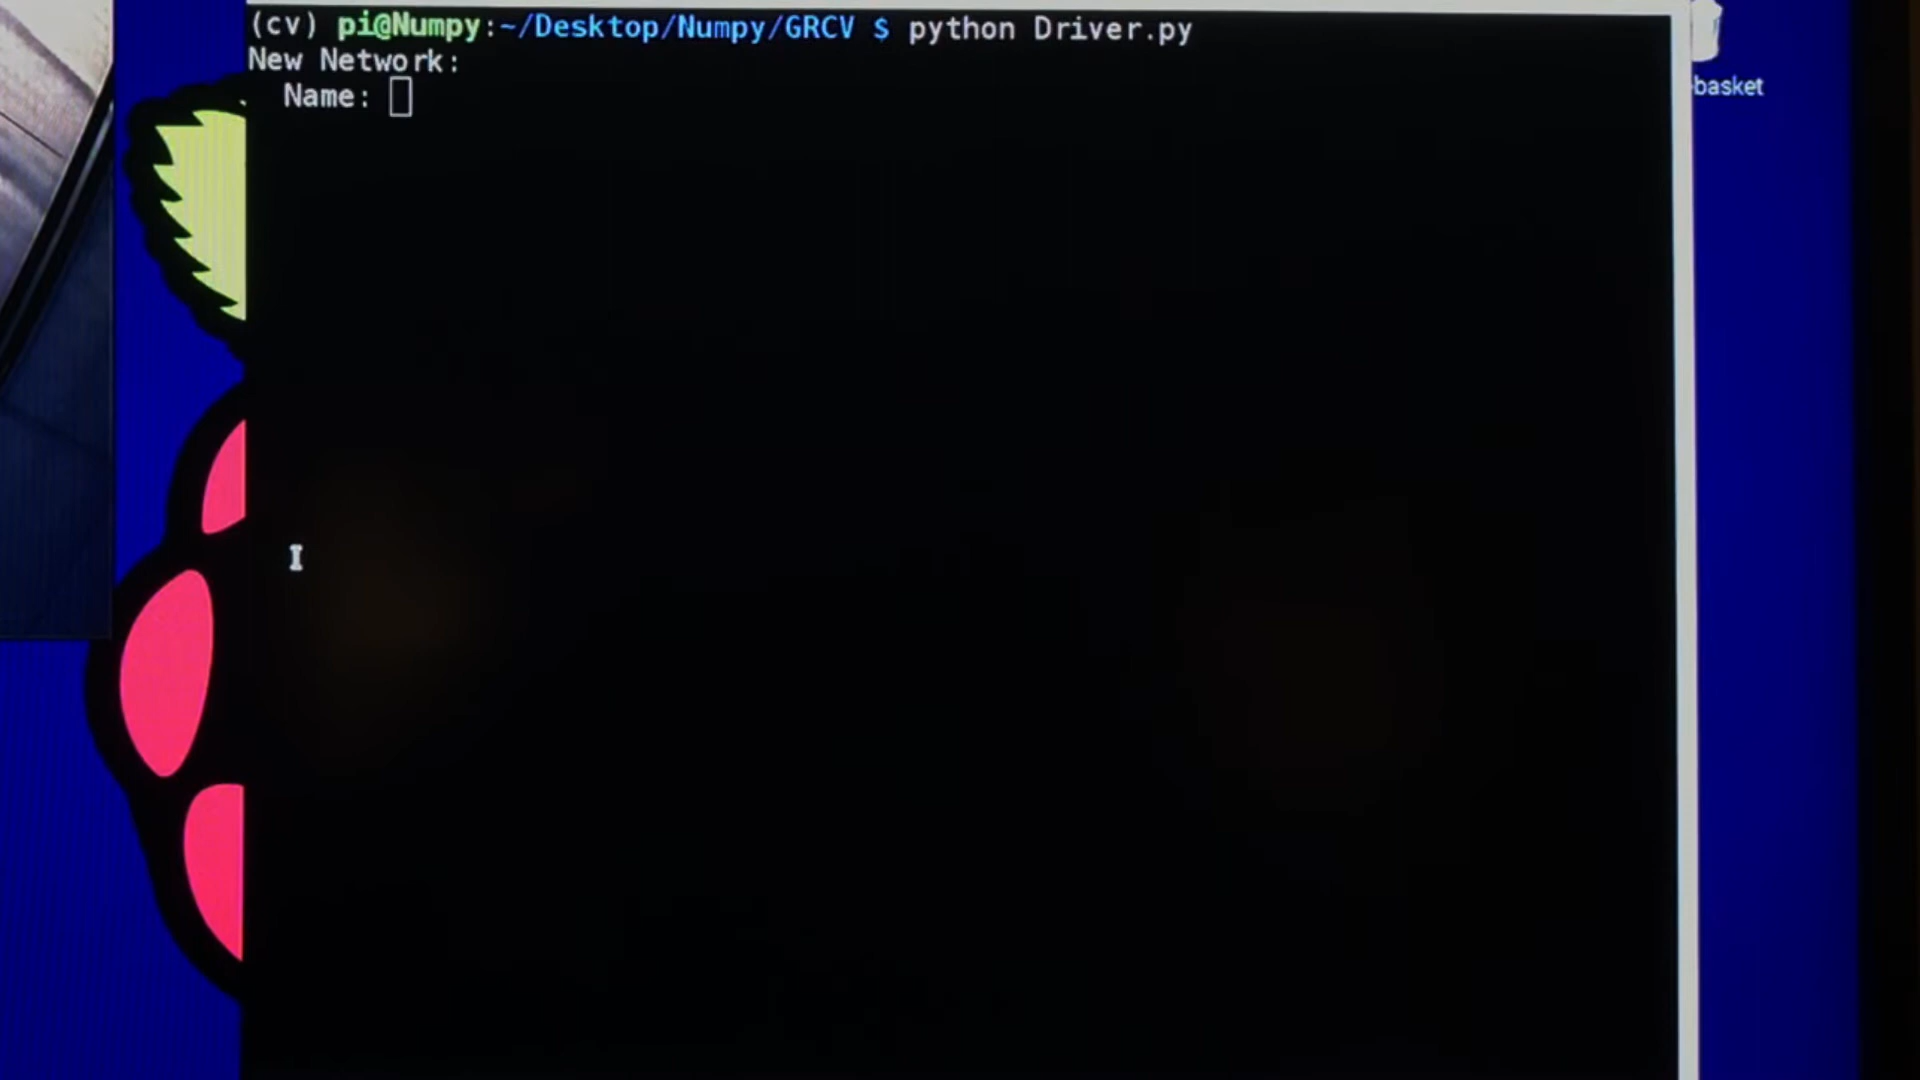 (cv) pi@Numpy:~/Desktop/Numpy/GRCV $ python Driver.py
New Network:
Name:
basket